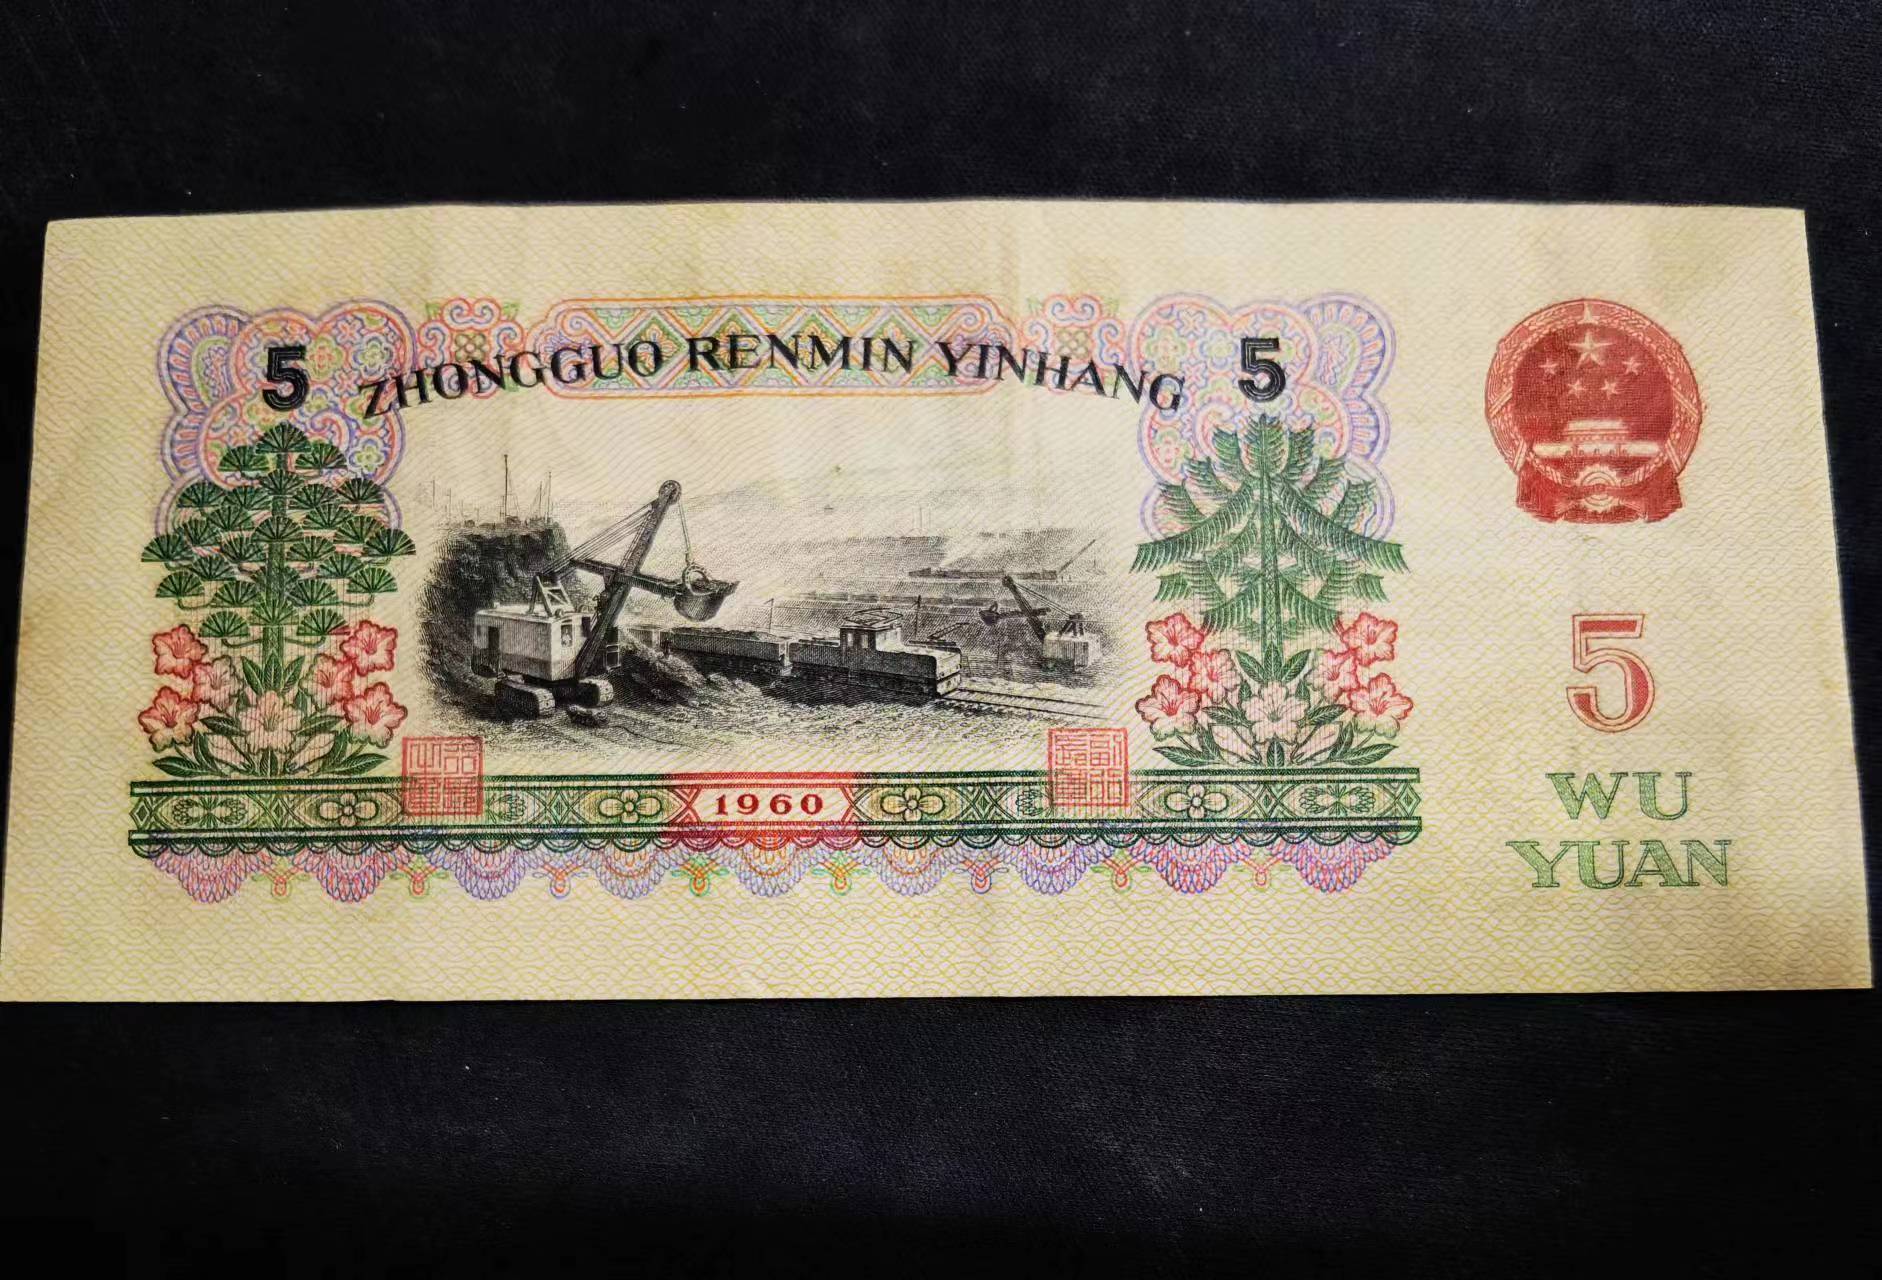 5 ZHONGGUO RENMIN YINHANG 5
5
1960
WU
YUAN